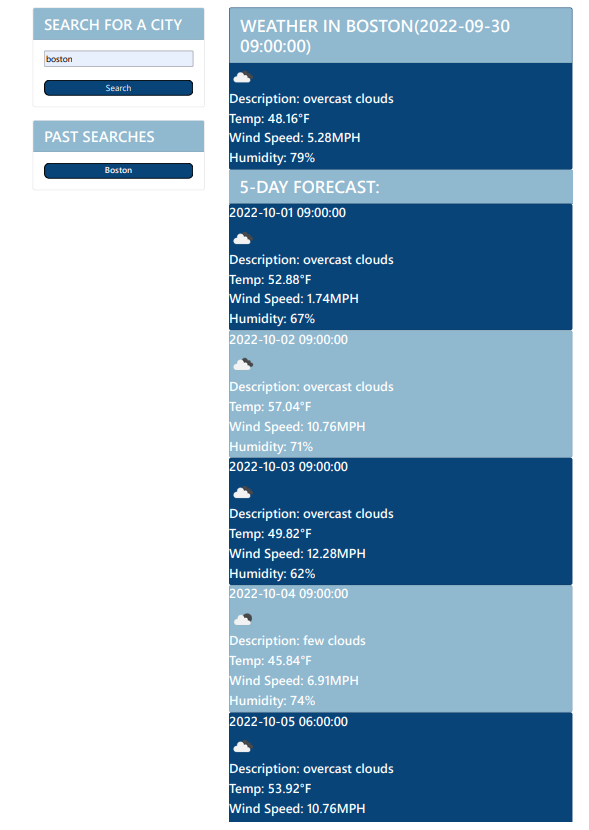 SEARCH FOR A CITY
boston
Search
PAST SEARCHES
Boston
WEATHER IN BOSTON(2022-09-30
09:00:00)
Description: overcast clouds
Temp: 48.16°F
Wind Speed: 5.28MPH
Humidity: 79%
5-DAY FORECAST:
2022-10-01 09:00:00
Description: overcast clouds
Temp: 52.88°F
Wind Speed: 1.74MPH
Humidity: 67%
2022-10-02 09:00:00
Description: overcast clouds
Temp: 57.04°F
Wind Speed: 10.76MPH
Humidity: 71%
2022-10-03 09:00:00
Description: overcast clouds
Temp: 49.82°F
Wind Speed: 12.28MPH
Humidity: 62%
2022-10-04 09:00:00
Description: few clouds
Temp: 45.84°F
Wind Speed: 6.91MPH
Humidity: 74%
2022-10-05 06:00:00
Description: overcast clouds
Temp: 53.92°F
Wind Speed: 10.76MPH